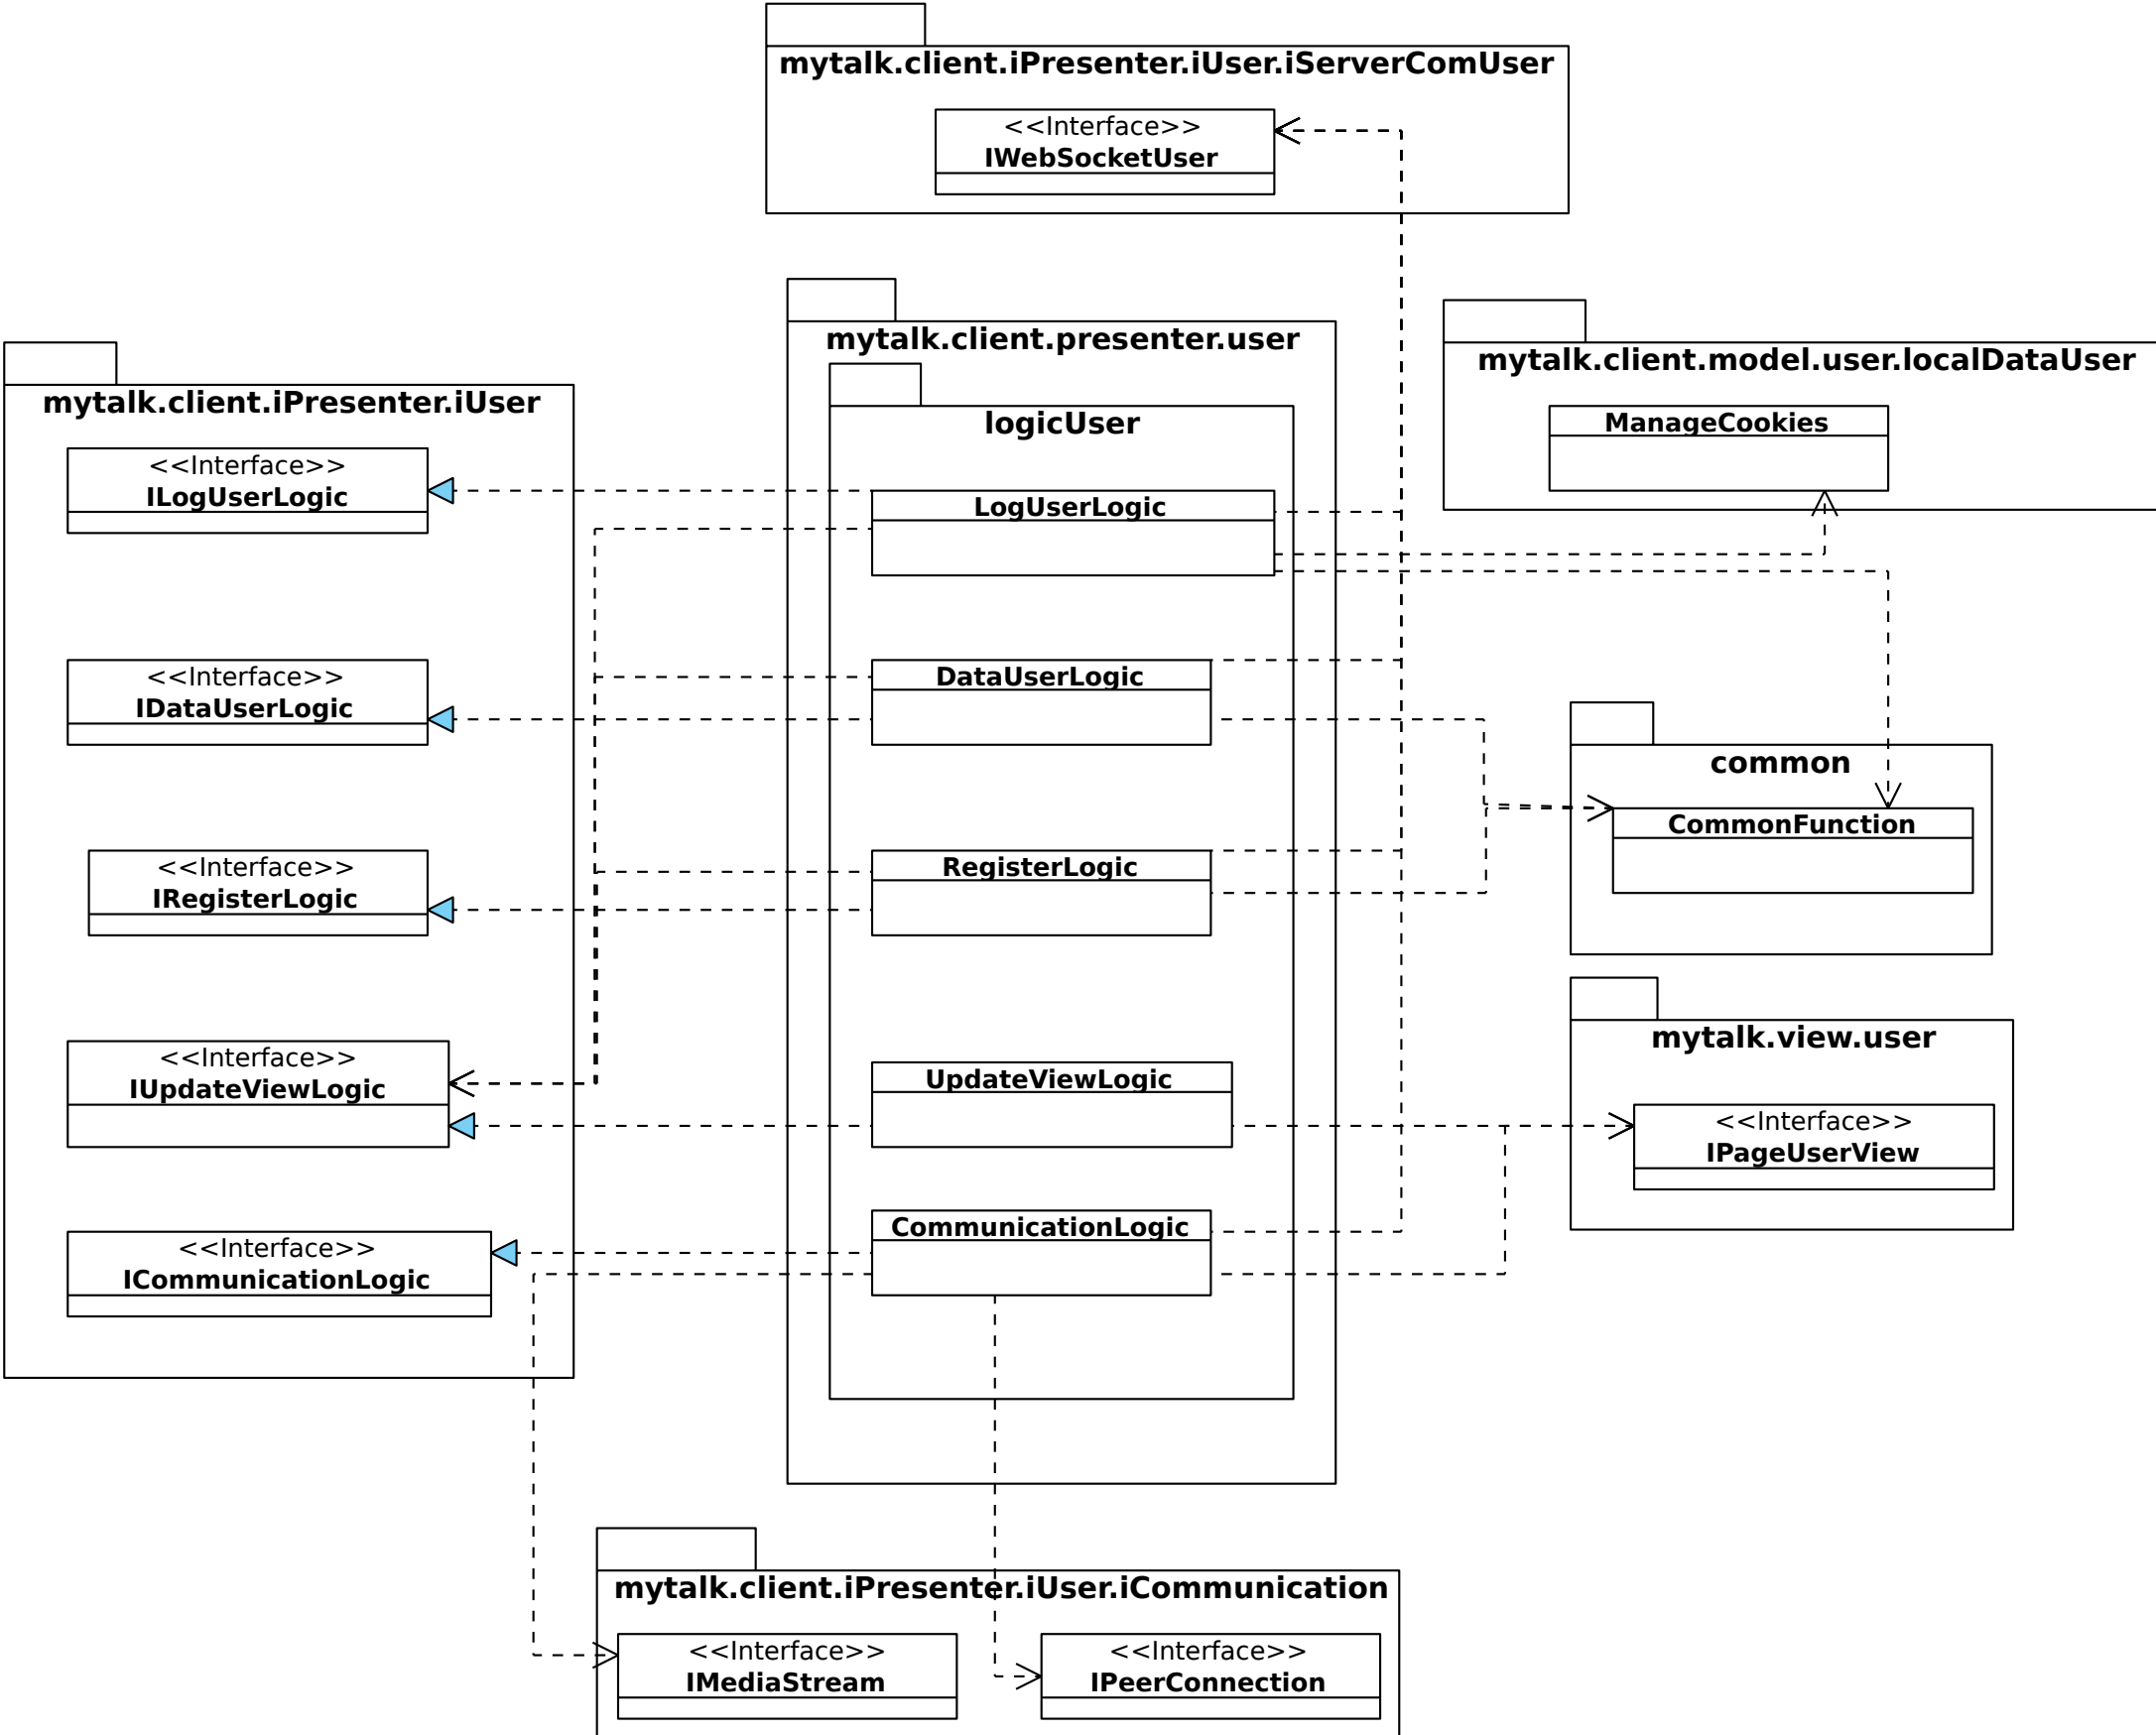 mytalk.client.iPresenter.iUser.iServerComUser
<<Interface>>
IWebSocketUser
mytalk.client.iPresenter.iUser
<<Interface>>
ILogUserLogic
<<Interface>>
IDataUserLogic
<<Interface>>
IRegisterLogic
<<Interface>>
IUpdateViewLogic
<<Interface>>
ICommunicationLogic
mytalk.client.presenter.user
logicUser
LogUserLogic
DataUserLogic
RegisterLogic
UpdateViewLogic
CommunicationLogic
mytalk.client.model.user.localDataUser
ManageCookies
common
CommonFunction
mytalk.view.user
<<Interface>>
IPageUserView
mytalk.client.iPresenter.iUser.iCommunication
<<Interface>>
IMediaStream
<<Interface>>
IPeerConnection